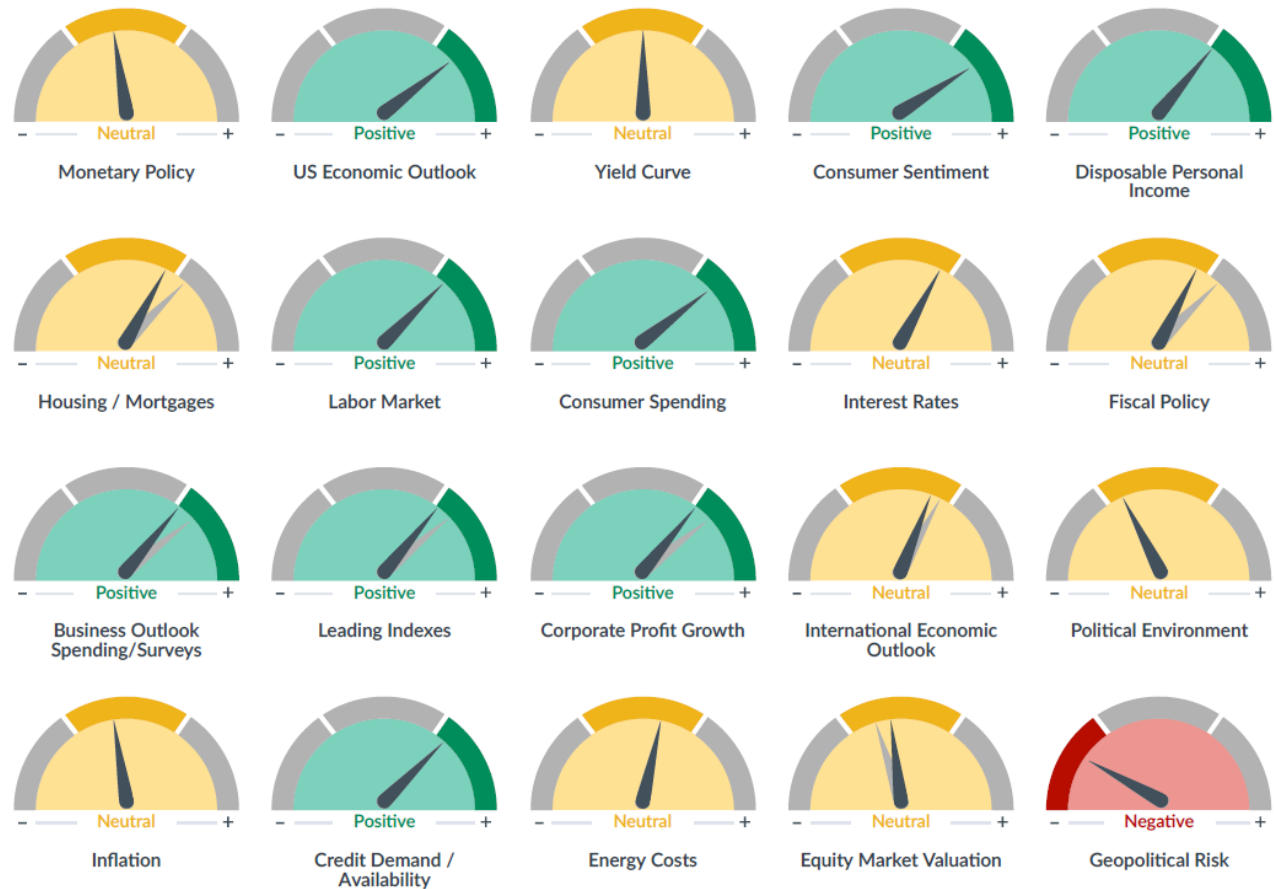 - Neutral +
- Positive +
- Neutral +
- Positive +
- Positive +
Monetary Policy
US Economic Outlook
Yield Curve
Consumer Sentiment
Disposable Personal
Income
- Neutral +
- Positive +
- Positive +
- Neutral +
- Neutral +
Housing / Mortgages
Labor Market
Consumer Spending
Interest Rates
Fiscal Policy
- Positive +
- Positive +
- Positive +
- Neutral +
- Neutral +
Business Outlook
Spending/Surveys
Leading Indexes
Corporate Profit Growth
International Economic
Outlook
Political Environment
- Neutral +
- Positive +
- Neutral +
- Neutral +
- Negative +
Inflation
Credit Demand /
Availability
Energy Costs
Equity Market Valuation
Geopolitical Risk